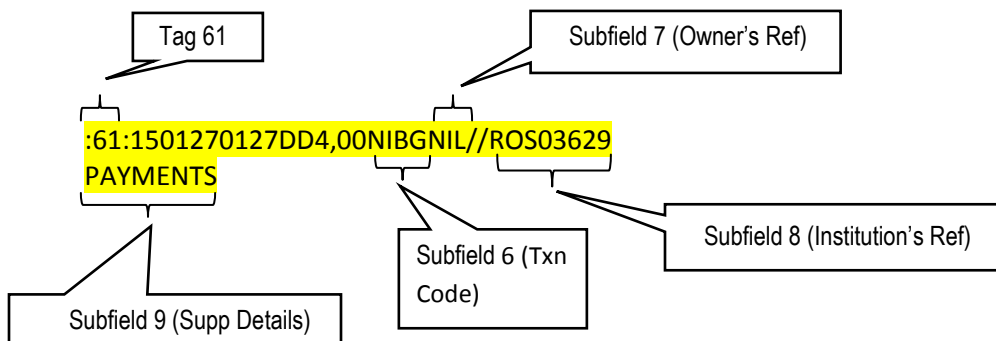 Tag 61
Subfield 7 (Owner's Ref)
:61:1501270127DD4,00NIBGNIL//ROS03629
PAYMENTS
Subfield 6 (Txn
Code)
Subfield 8 (Institution's Ref)
Subfield 9 (Supp Details)